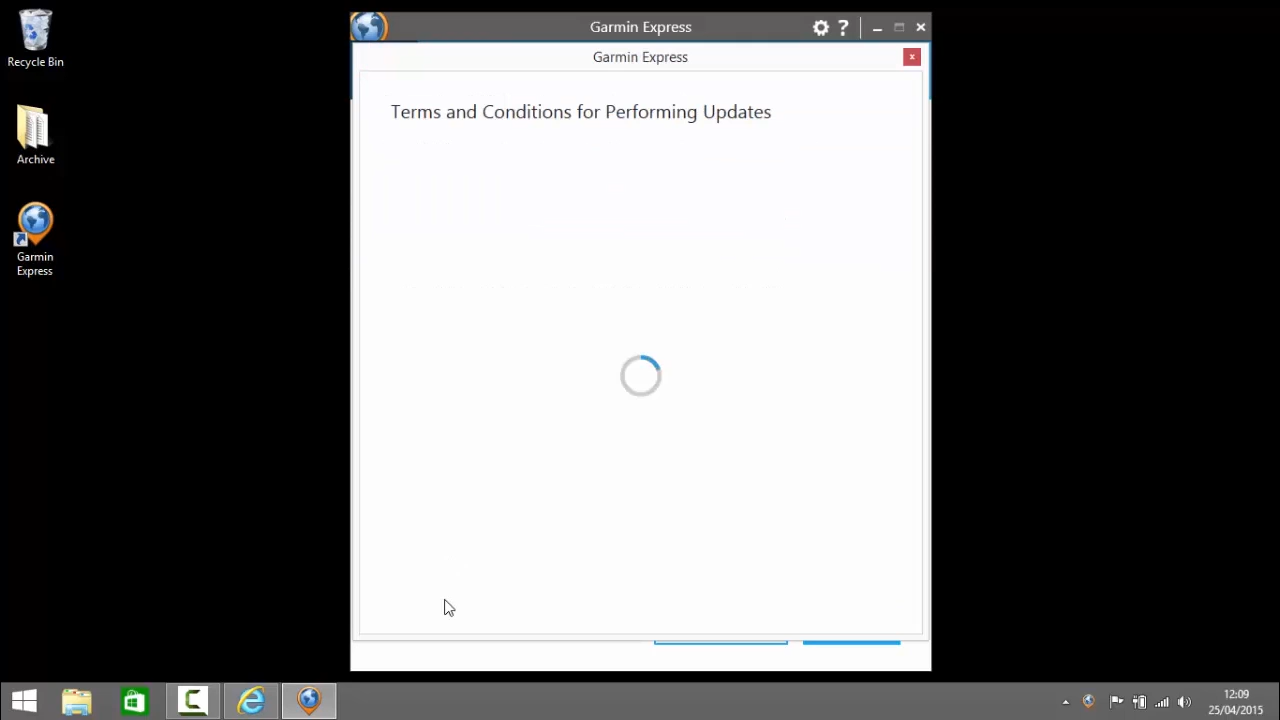 Recycle Bin
Archive
Garmin
Express
Garmin Express
Garmin Express
Terms and Conditions for Performing Updates
12:09
25/04/2015